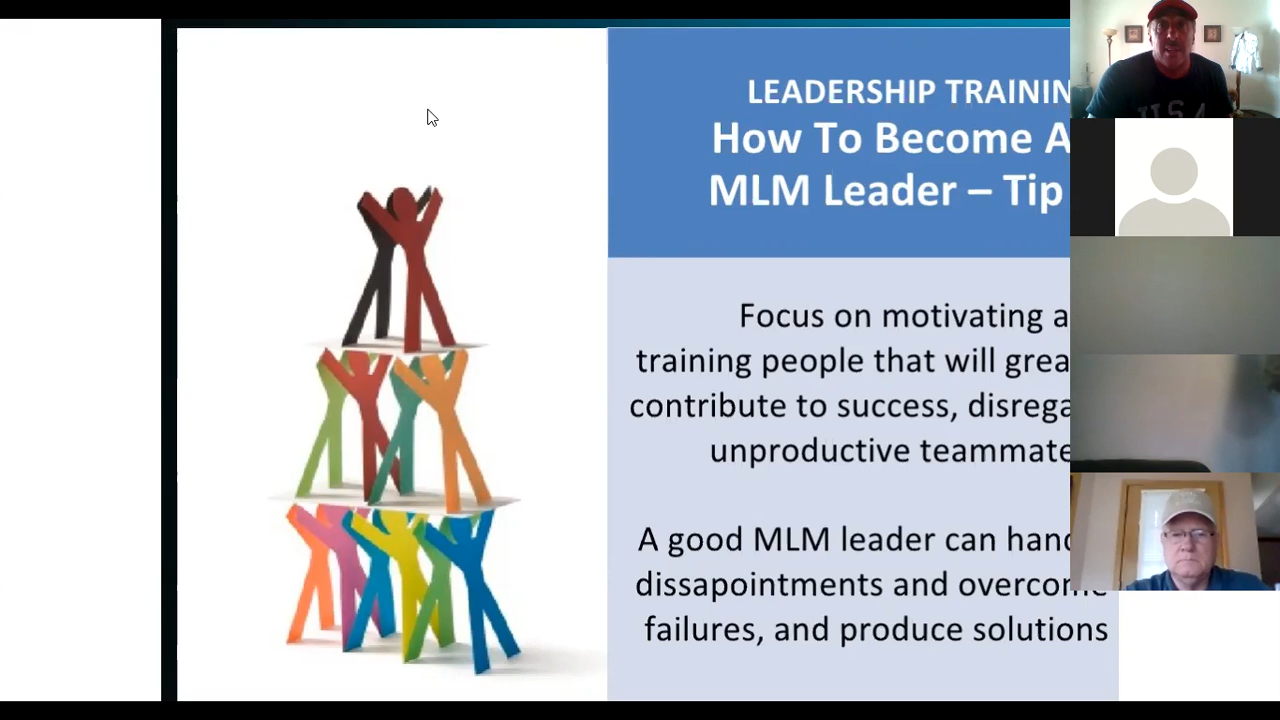 LEADERSHIP TRAININ
How To Become A
MLM Leader – Tip
Focus on motivating a
training people that will grea
contribute to success, disrega
unproductive teammate
A good MLM leader can hand
dissapointments and overcome
failures, and produce solutions
USA